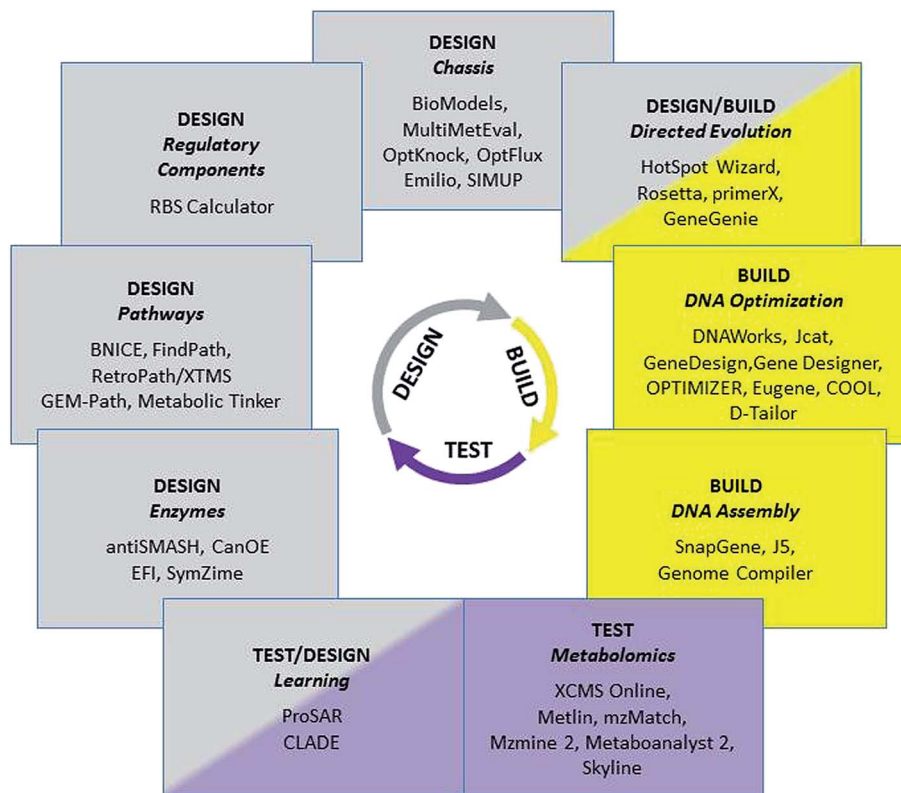 DESIGN
Chassis
BioModels,
MultiMetEval,
OptKnock, OptFlux
Emilio, SIMUP
DESIGN/BUILD
Directed Evolution
HotSpot Wizard,
Rosetta, primerX,
GeneGenie
BUILD
DNA Optimization
DNAWorks, Jcat,
GeneDesign,Gene Designer,
OPTIMIZER, Eugene, COOL,
D-Tailor
BUILD
DNA Assembly
SnapGene, J5,
Genome Compiler
TEST
Metabolomics
XCMS Online,
Metlin, mzMatch,
Mzmine 2, Metaboanalyst 2,
Skyline
TEST/DESIGN
Learning
ProSAR
CLADE
DESIGN
Enzymes
antiSMASH, CanOE
EFI, SymZime
DESIGN
Pathways
BNICE, FindPath,
RetroPath/XTMS
GEM-Path, Metabolic Tinker
DESIGN
Regulatory
Components
RBS Calculator
DESIGN
BUILD
TEST